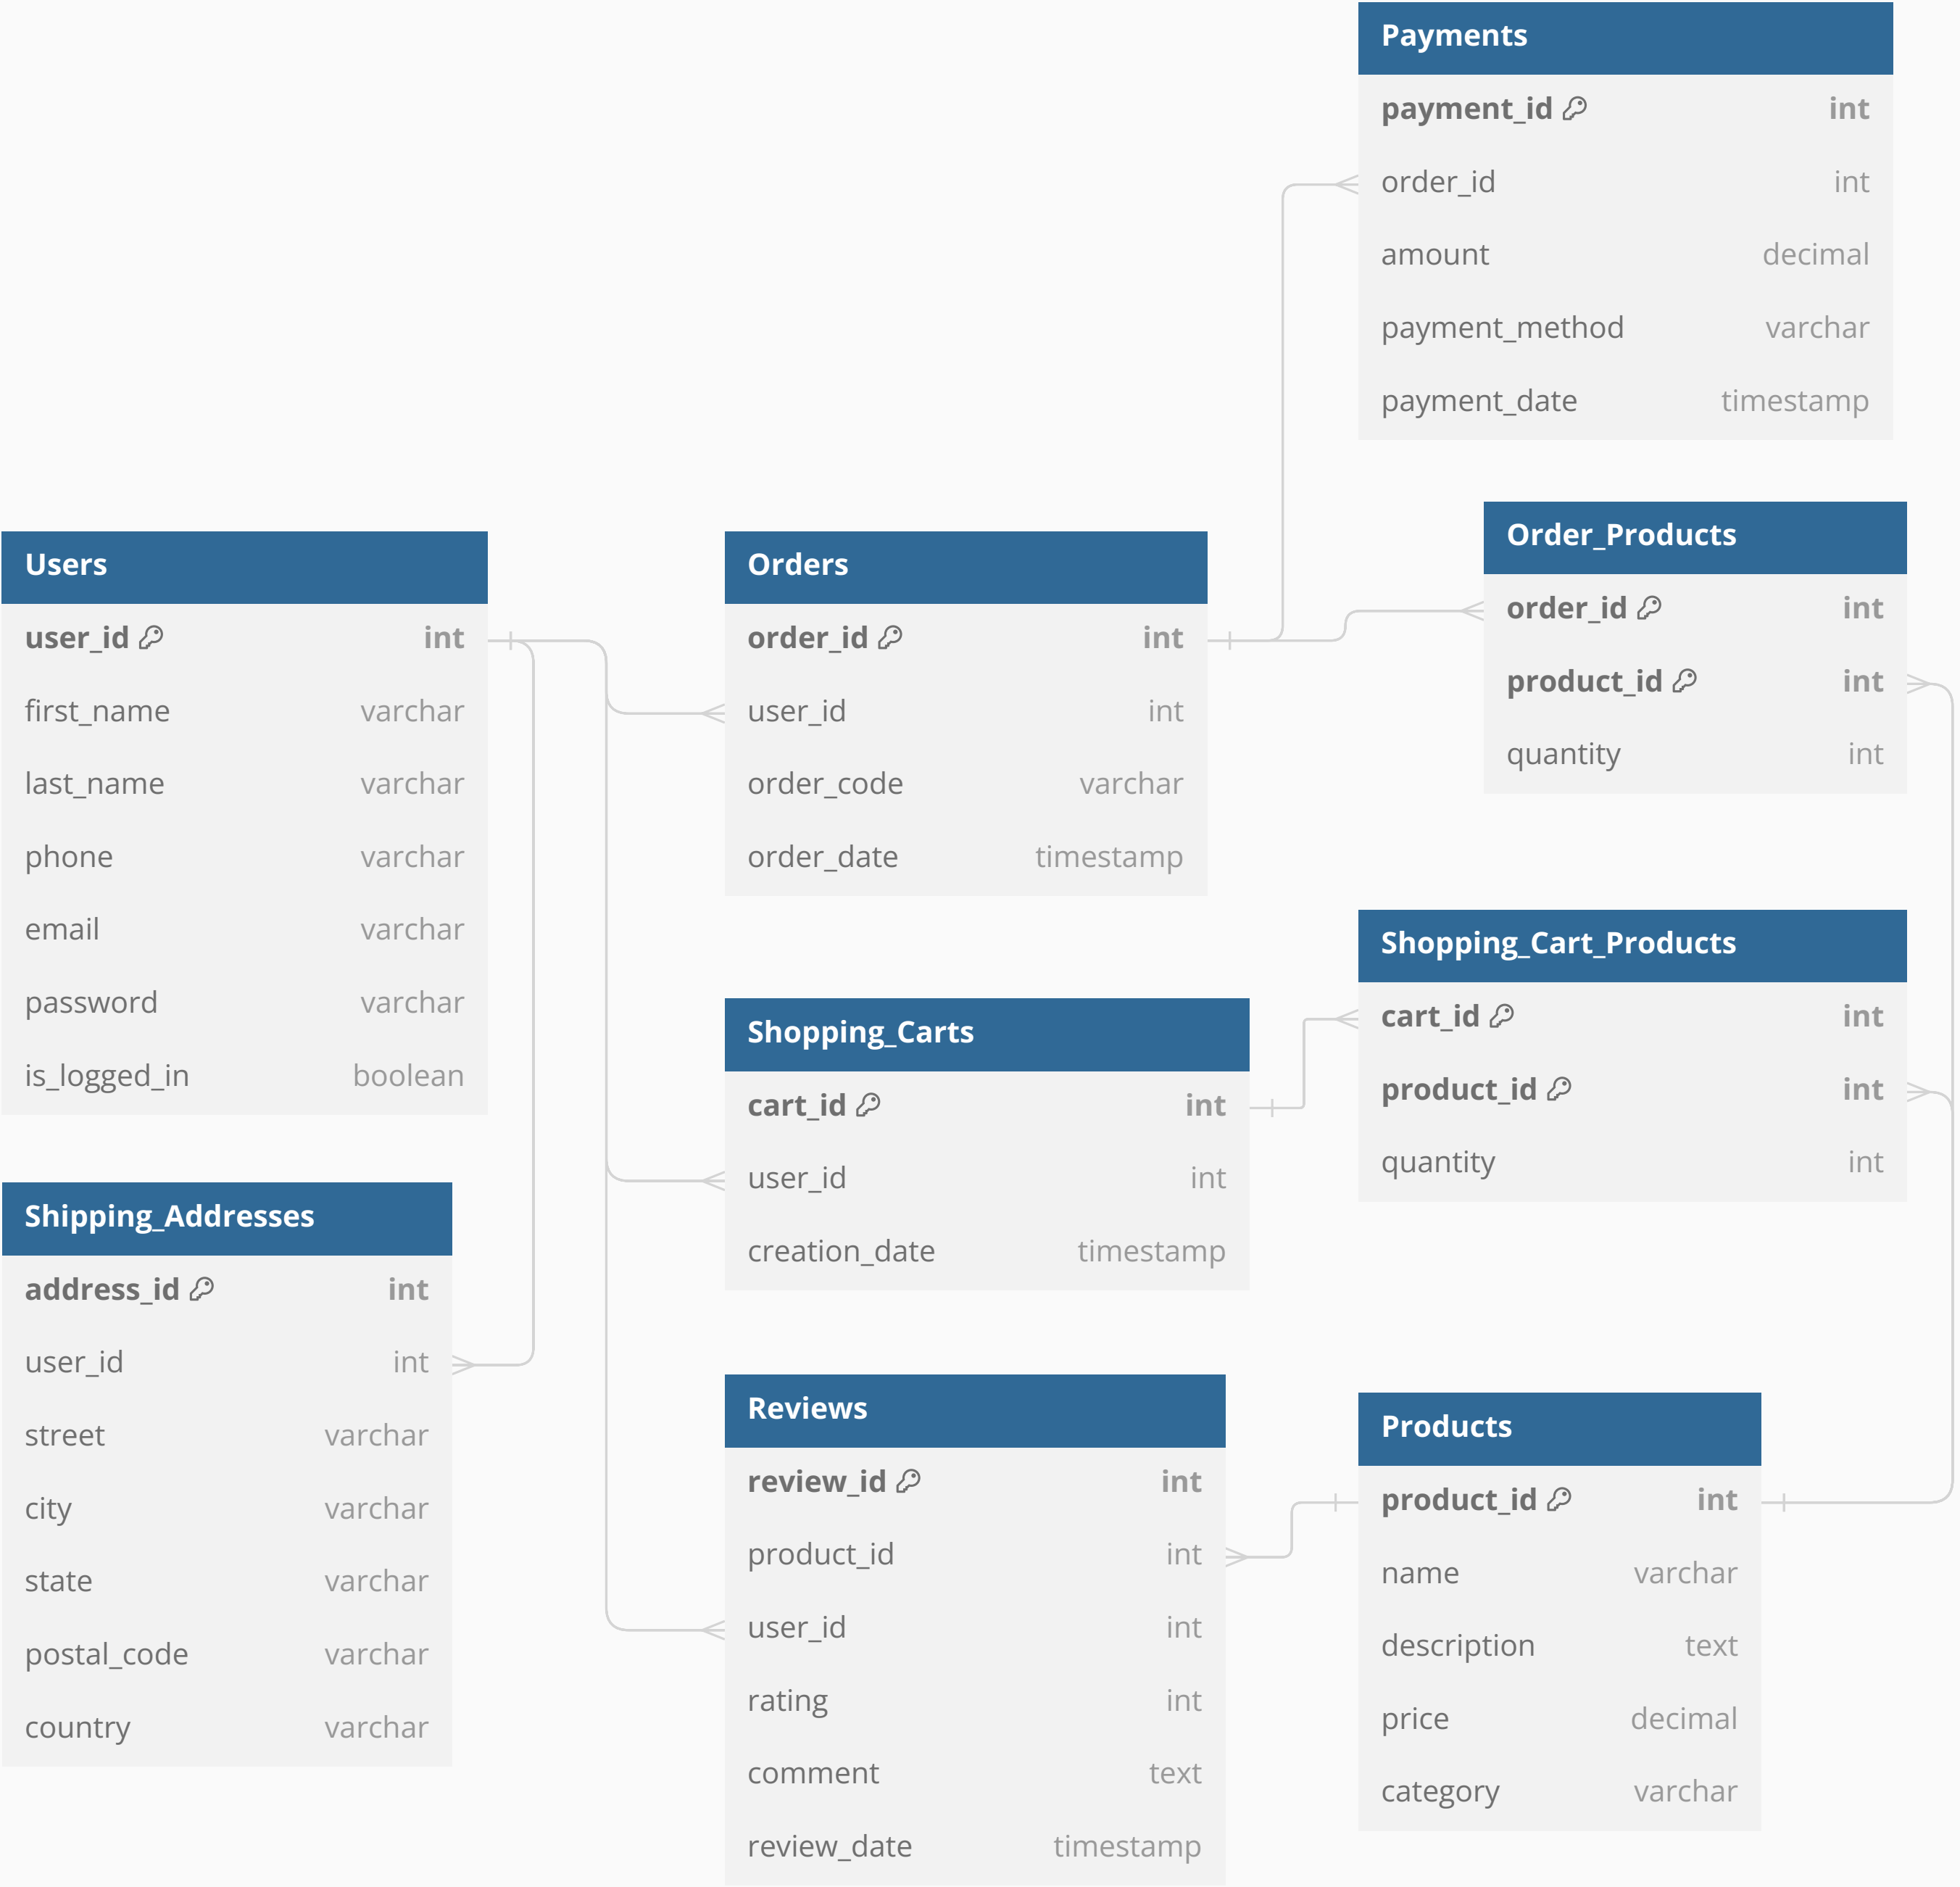 Payments
payment_id int
order_id int
amount decimal
payment_method varchar
payment_date timestamp
Users
user_id int
first_name varchar
last_name varchar
phone varchar
email varchar
password varchar
is_logged_in boolean
Orders
order_id int
user_id int
order_code varchar
order_date timestamp
Order_Products
order_id int
product_id int
quantity int
Shopping_Cart_Products
cart_id int
product_id int
quantity int
Shopping_Carts
cart_id int
user_id int
creation_date timestamp
Shipping_Addresses
address_id int
user_id int
street varchar
city varchar
state varchar
postal_code varchar
country varchar
Reviews
review_id int
product_id int
user_id int
rating int
comment text
review_date timestamp
Products
product_id int
name varchar
description text
price decimal
category varchar